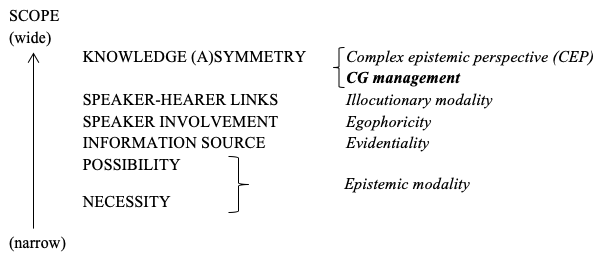 SCOPE
(wide)
KNOWLEDGE (A)SYMMETRY Complex epistemic perspective (CEP)
CG management
SPEAKER-HEARER LINKS Illocutionary modality
SPEAKER INVOLVEMENT Egophoricity
INFORMATION SOURCE Evidentiality
POSSIBILITY
Epistemic modality
NECESSITY
(narrow)